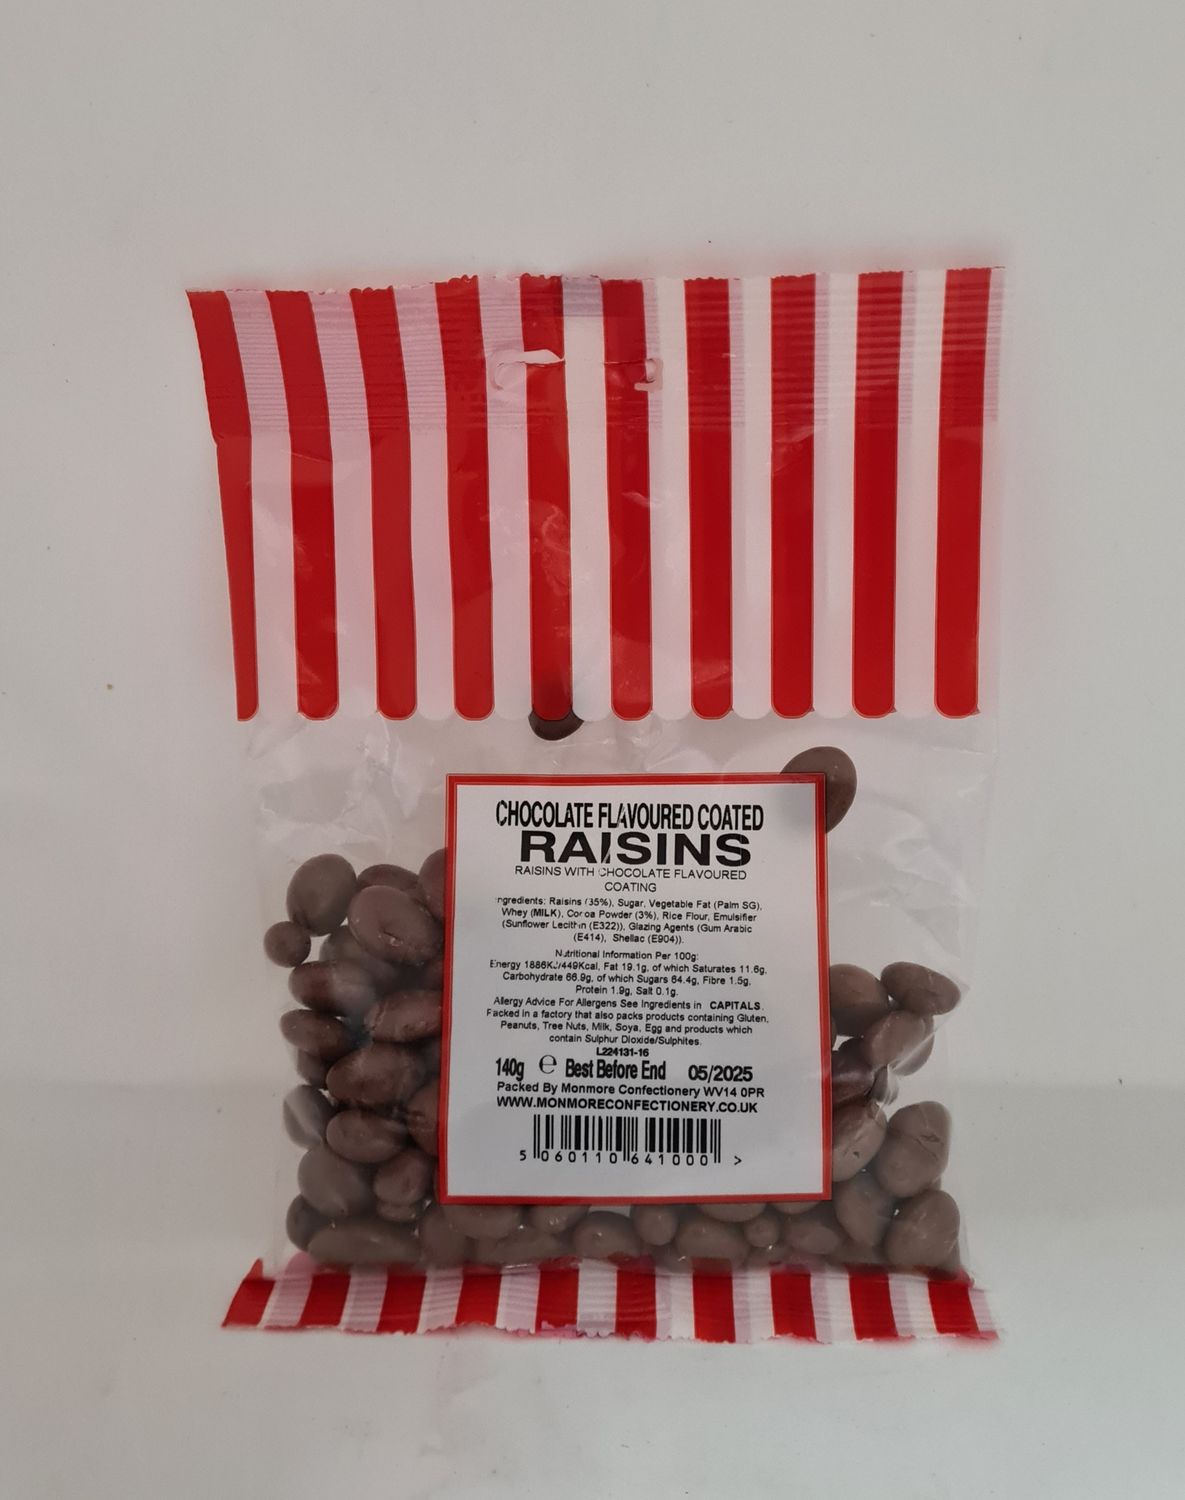 CHOCOLATE FLAVOURED COATED
RAISINS
RAISINS WITH CHOCOLATE FLAVOURED
COATING
ngredients: Raisins (35%), Sugar, Vegetable Fat (Palm SG),
Whey (MILK), Cocoa Powder (3%), Rice Flour, Emulsifier
(Sunflower Lecithin (E322)), Glazing Agents (Gum Arabic
(E414), Shellac (E904)).
Nutritional Information Per 100g:
Energy 1886KJ/449Kcal, Fat 19.1g, of which Saturates 11.6g,
Carbohydrate 66.9g, of which Sugars 64.4g, Fibre 1.5g,
Protein 1.9g, Salt 0.1g.
Allergy Advice For Allergens See Ingredients in CAPITALS.
Packed in a factory that also packs products containing Gluten,
Peanuts, Tree Nuts, Milk, Soya, Egg and products which
contain Sulphur Dioxide/Sulphites.
L224131-16
140g e Best Before End 05/2025
Packed By Monmore Confectionery WV14 0PR
WWW.MONMORECONFECTIONERY.CO.UK
5 060110 641000 >